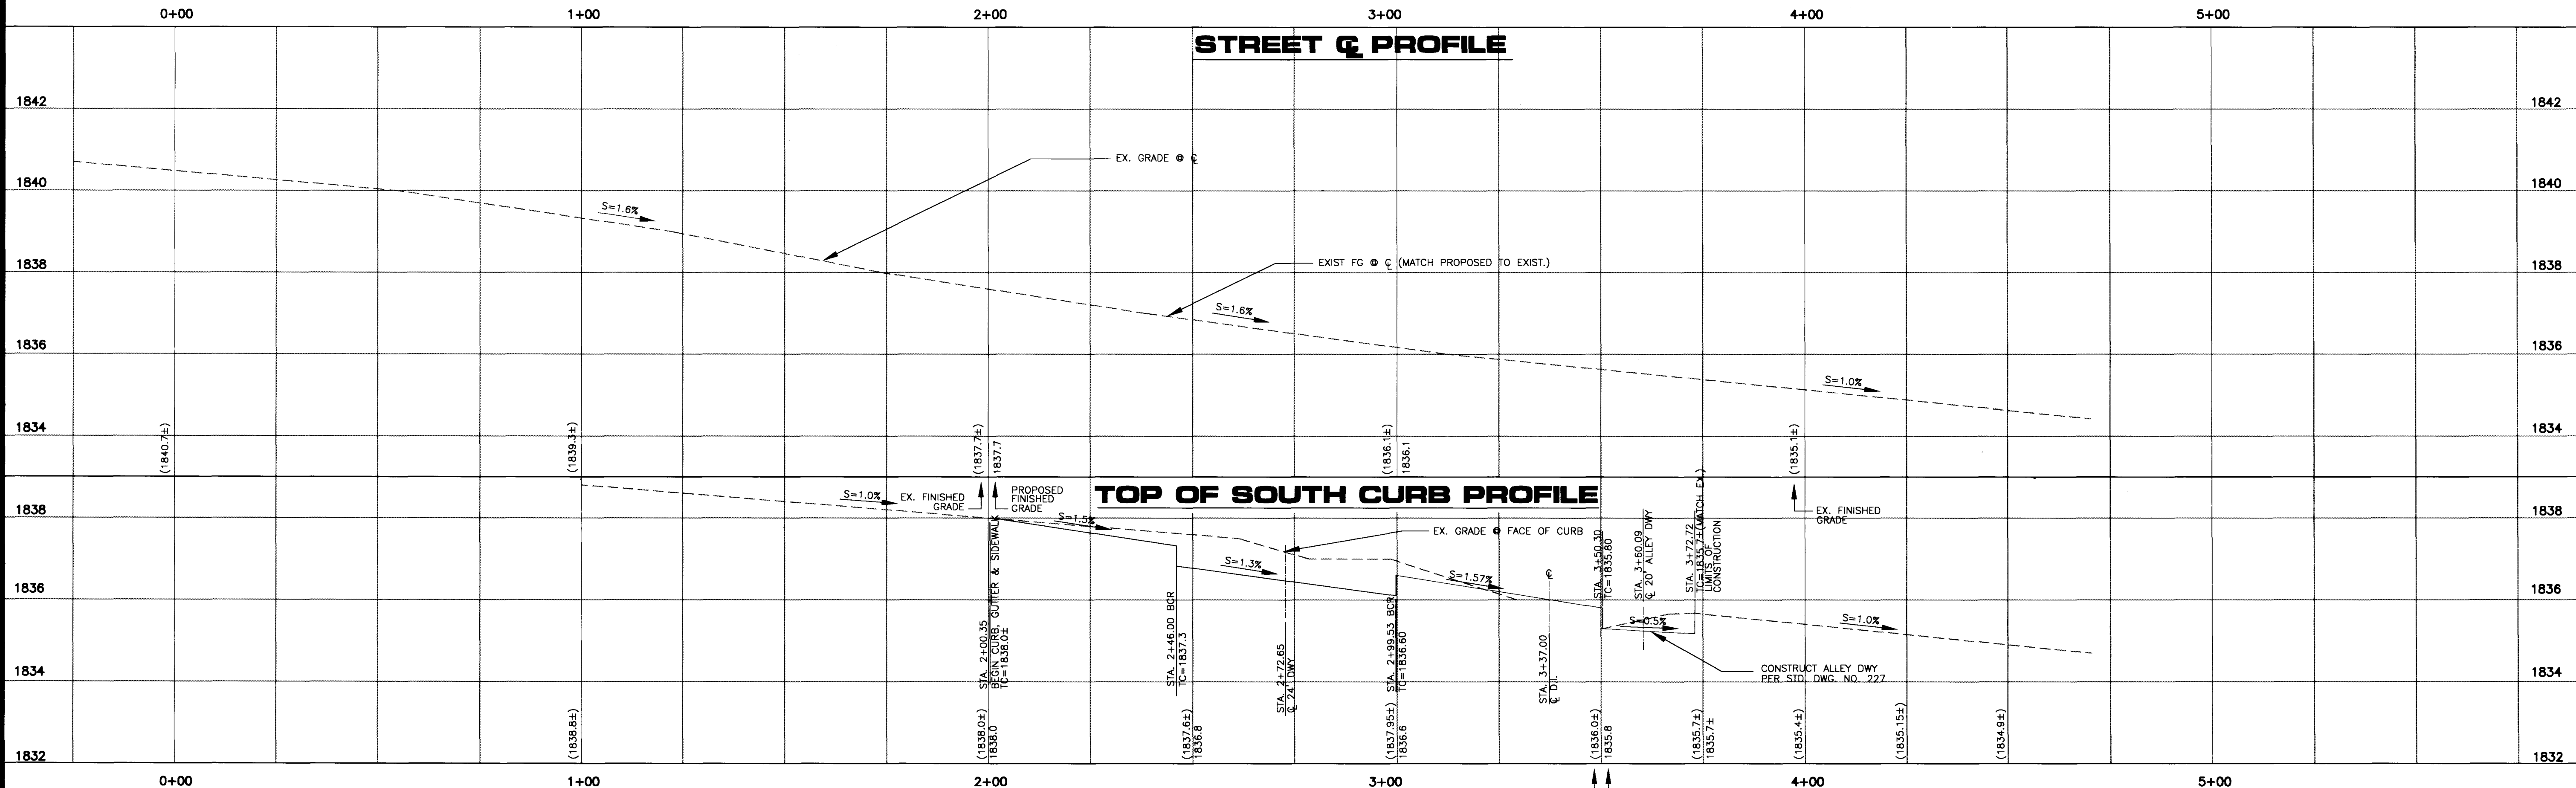 0+00 1+00 2+00 3+00 4+00 5+00
STREET ℄ PROFILE
1842 1842
EX. GRADE @ ℄
1840 1840
S=1.6%
EXIST FG @ ℄ (MATCH PROPOSED TO EXIST.)
1838 1838
S=1.6%
1836 1836
S=1.0%
1834 1834
(1840.7±)
(1839.3±)
(1837.7±)
1837.7
(1836.1±)
1836.1
(1835.1±)
TOP OF SOUTH CURB PROFILE
S=1.0%
EX. FINISHED
GRADE
PROPOSED
FINISHED
GRADE
EX. FINISHED
GRADE
1838 1838
S=1.5%
EX. GRADE @ FACE OF CURB
S=1.3%
S=1.57%
1836 1836
S=0.5%
S=1.0%
STA. 2+00.35
BEGIN CURB, GUTTER & SIDEWALK
TC=1838.0±
STA. 2+46.00 BCR
TC=1837.3
STA. 2+72.65
℄ 24' DWY
STA. 2+99.53 BCR
TC=1836.60
℄
STA. 3+37.00
℄ D.I.
STA. 3+50.30
TC=1835.80
STA. 3+60.09
℄ 20' ALLEY DWY
STA. 3+72.72
TC=1835.7±(MATCH EX.)
LIMITS OF
CONSTRUCTION
CONSTRUCT ALLEY DWY
PER STD. DWG. NO. 227
1834 1834
(1838.8±)
(1838.0±)
1838.0
(1837.6±)
1836.8
(1837.95±)
1836.6
(1836.0±)
1835.8
(1835.7±)
1835.7±
(1835.4±)
(1835.15±)
(1834.9±)
1832 1832
0+00 1+00 2+00 3+00 4+00 5+00